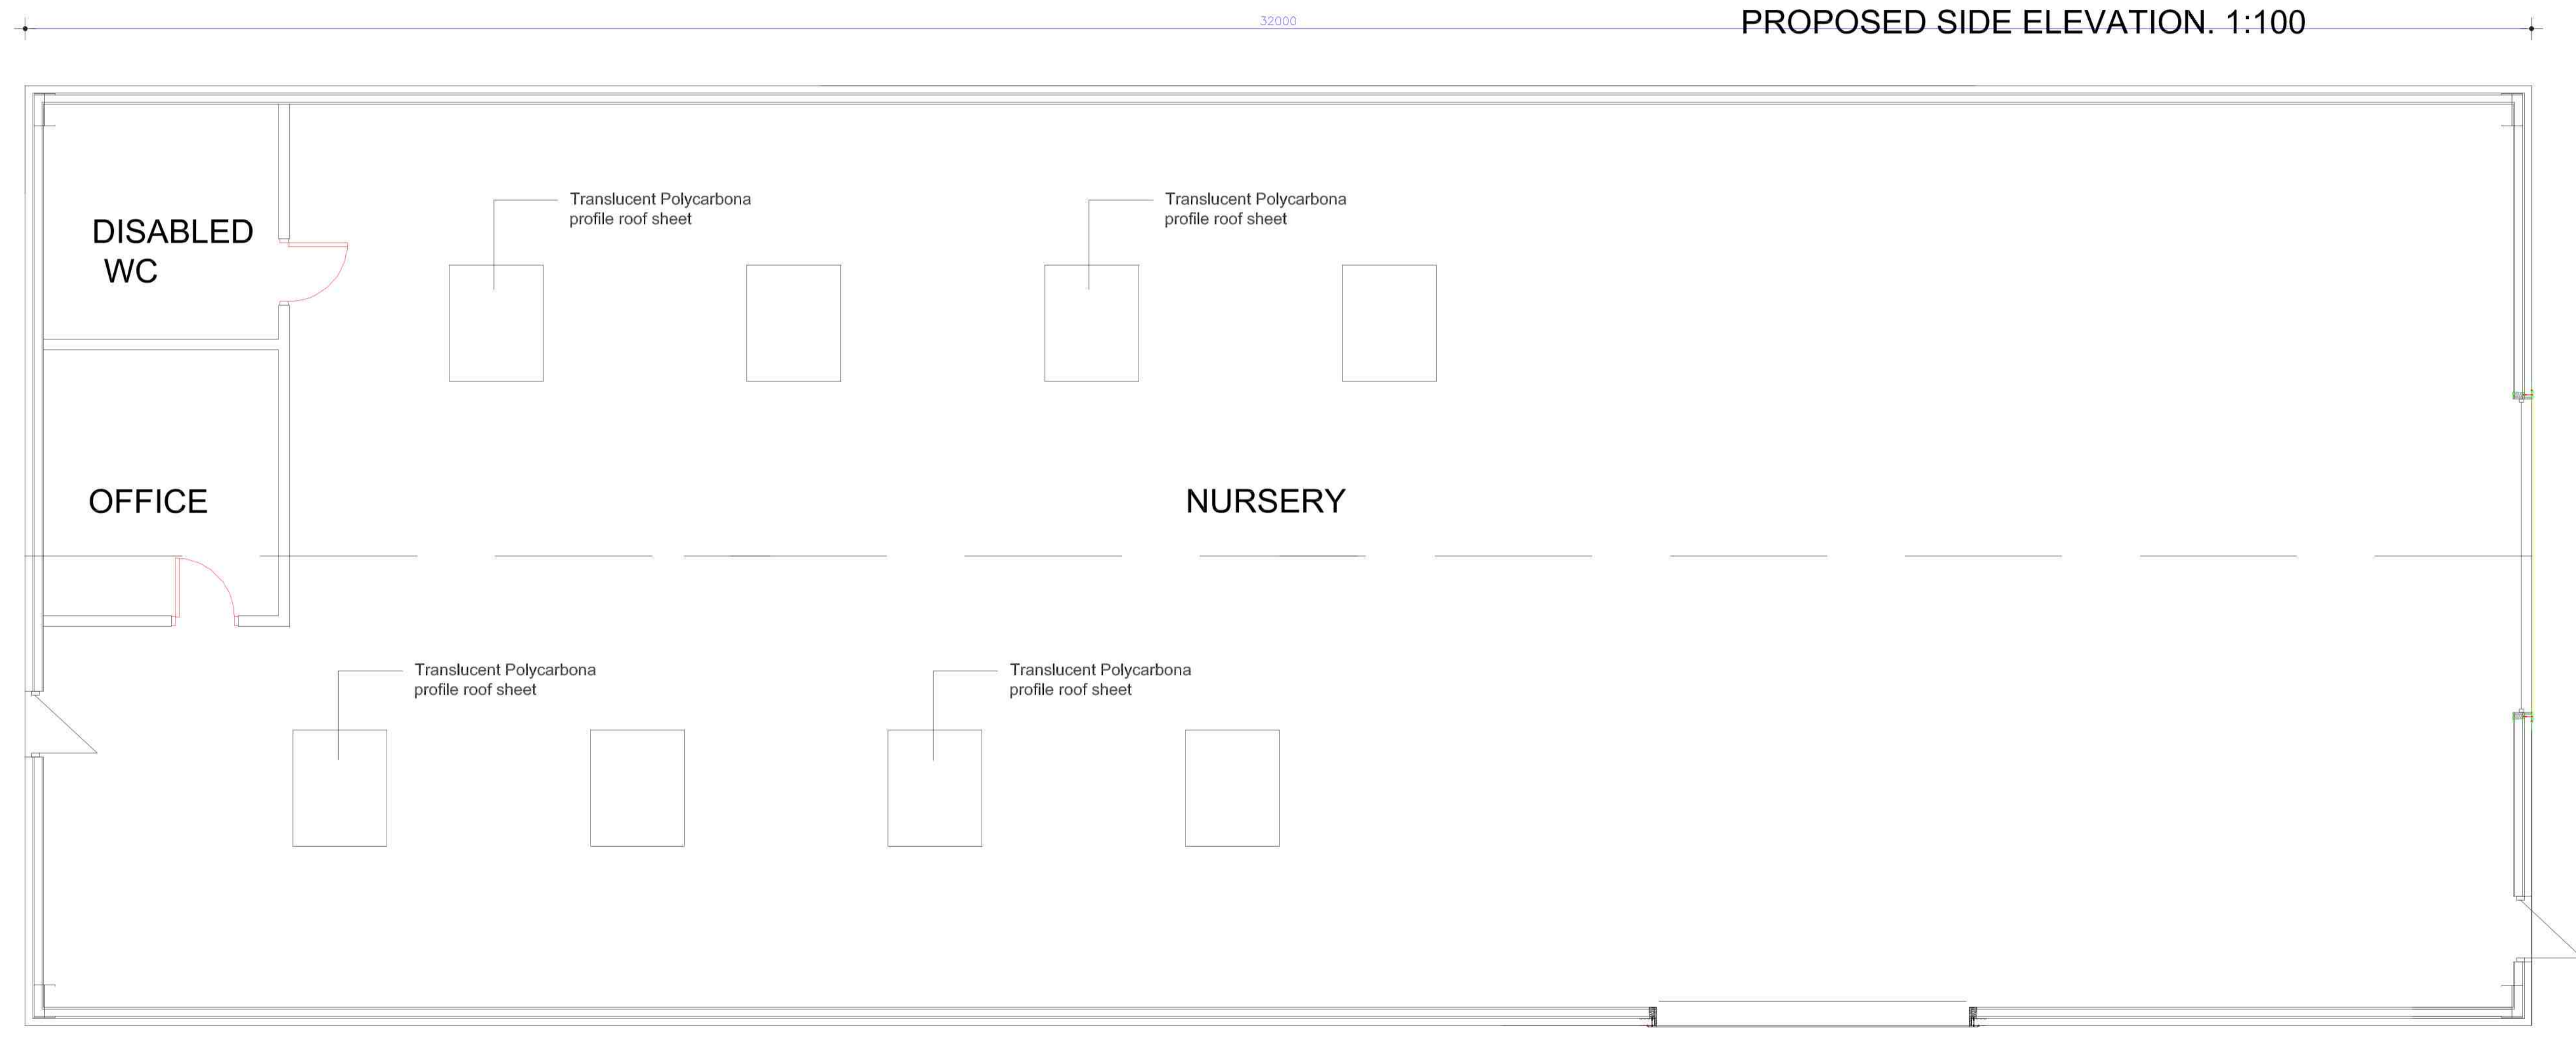 32000
PROPOSED SIDE ELEVATION. 1:100
Translucent Polycarbona
profile roof sheet
Translucent Polycarbona
profile roof sheet
DISABLED
WC
OFFICE
NURSERY
Translucent Polycarbona
profile roof sheet
Translucent Polycarbona
profile roof sheet